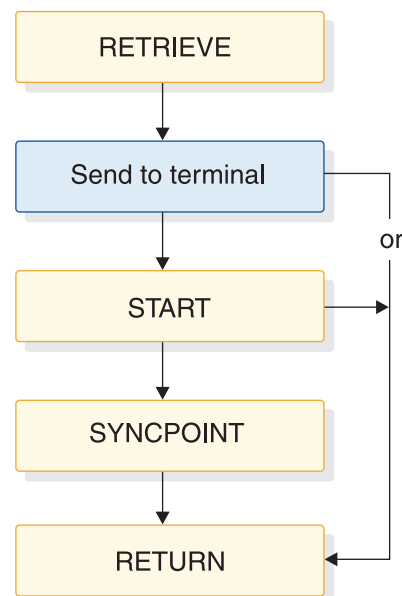 RETRIEVE
Send to terminal
or
START
SYNCPOINT
RETURN